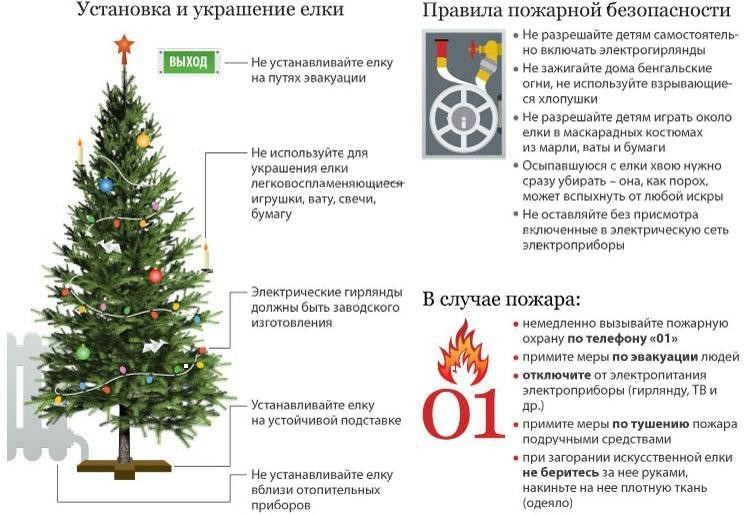 Установка и украшение елки
ВЫХОД
Не устанавливайте елку
на путях эвакуации
Не используйте для
украшения елки
легковоспламеняющиеся
игрушки, вату, свечи,
бумагу
Электрические гирлянды
должны быть заводского
изготовления
Устанавливайте елку
на устойчивой подставке
Не устанавливайте елку
вблизи отопительных
приборов
Правила пожарной безопасности
• Не разрешайте детям самостоятель-
но включать электрогирлянды
• Не зажигайте дома бенгальские
огни, не используйте взрывающие-
ся хлопушки
• Не разрешайте детям играть около
елки в маскарадных костюмах
из марли, ваты и бумаги
• Осыпавшуюся с елки хвою нужно
сразу убирать – она, как порох,
может вспыхнуть от любой искры
• Не оставляйте без присмотра
включенные в электрическую сеть
электроприборы
В случае пожара:
01
• немедленно вызывайте пожарную
охрану по телефону «01»
• примите меры по эвакуации людей
• отключите от электропитания
электроприборы (гирлянду, ТВ и
др.)
• примите меры по тушению пожара
подручными средствами
• при загорании искусственной елки
не беритесь за нее руками,
накиньте на нее плотную ткань
(одеяло)